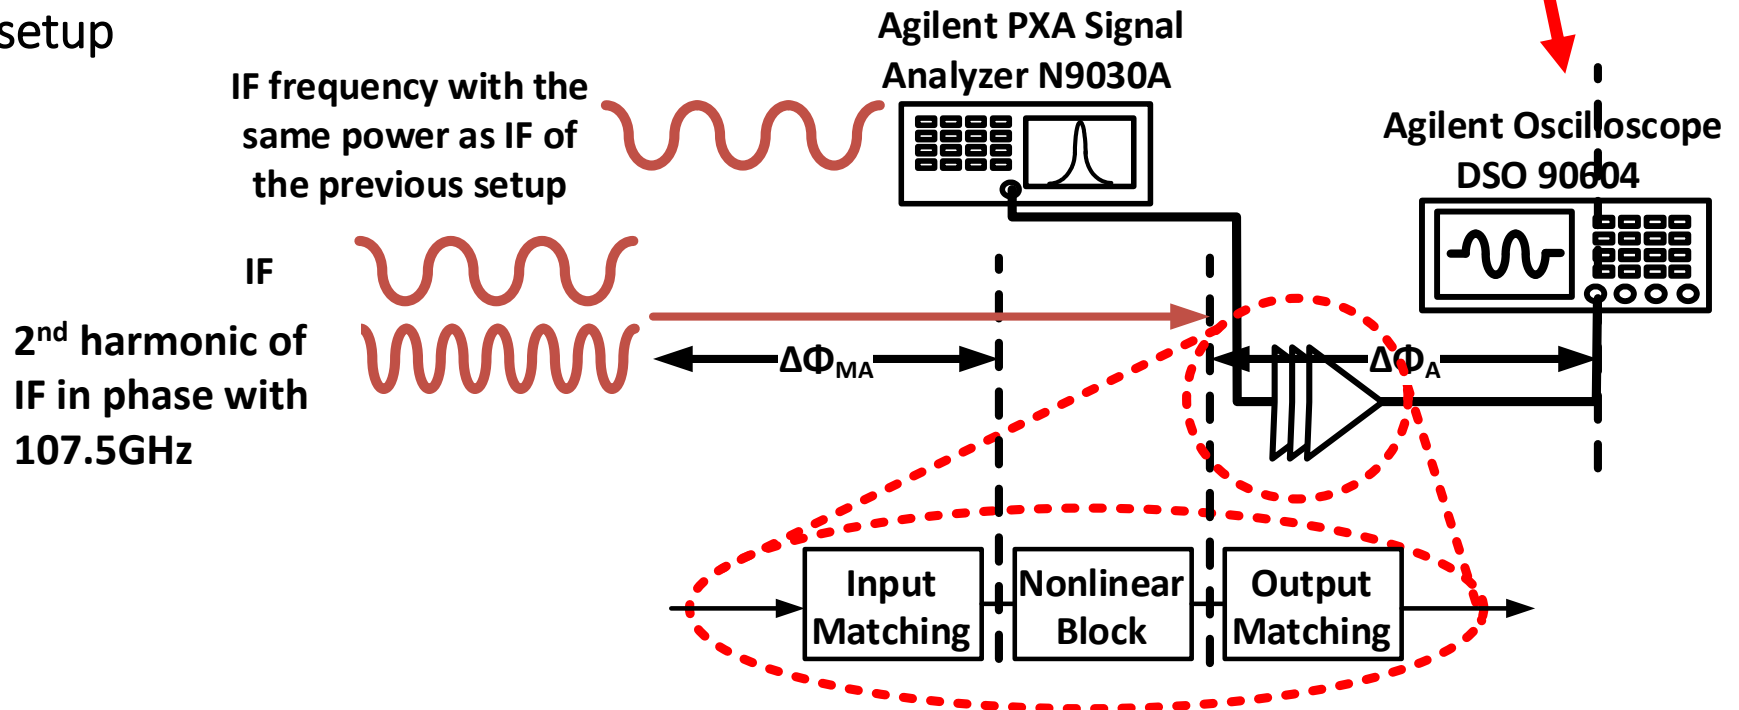 setup
Agilent PXA Signal
Analyzer N9030A
IF frequency with the
same power as IF of
the previous setup
Agilent Oscilloscope
DSO 90604
IF
2nd harmonic of
IF in phase with
107.5GHz
ΔΦMA
ΔΦA
Input
Matching
Nonlinear
Block
Output
Matching